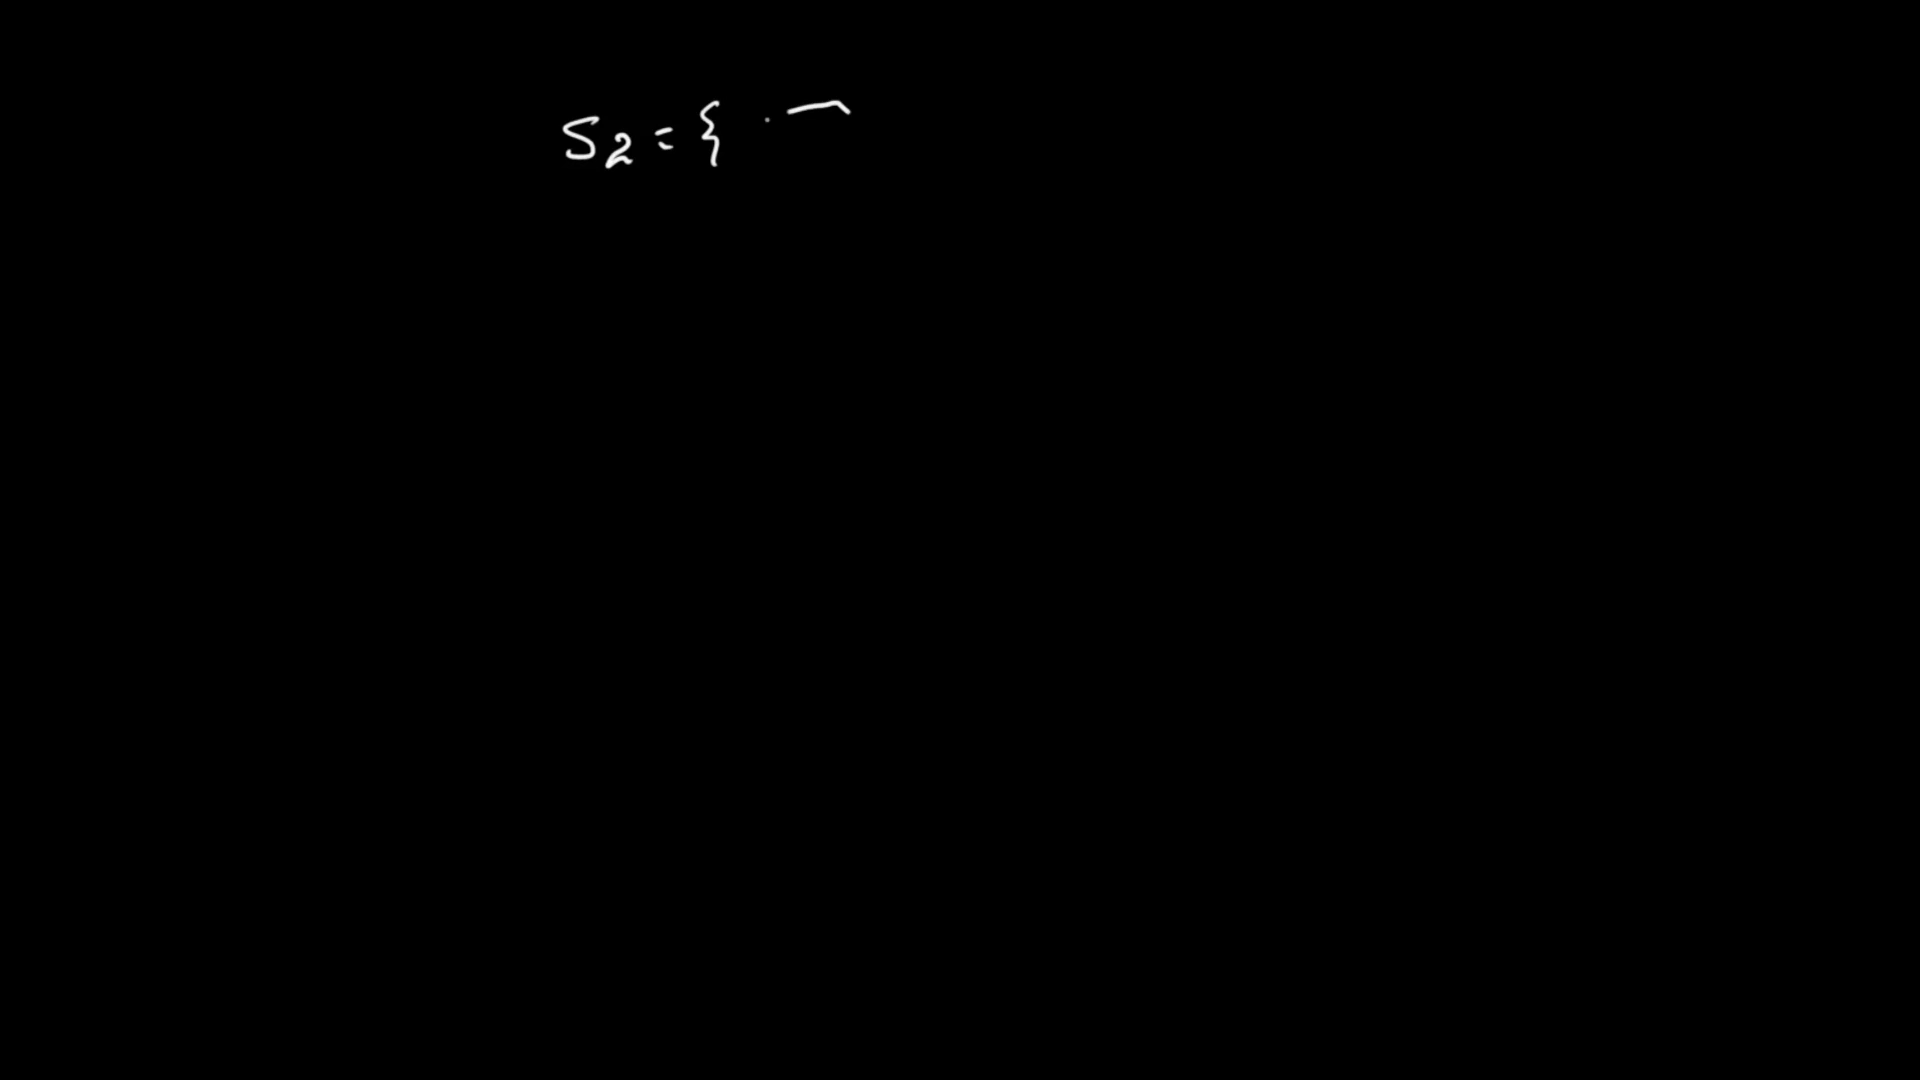 S₂ = {